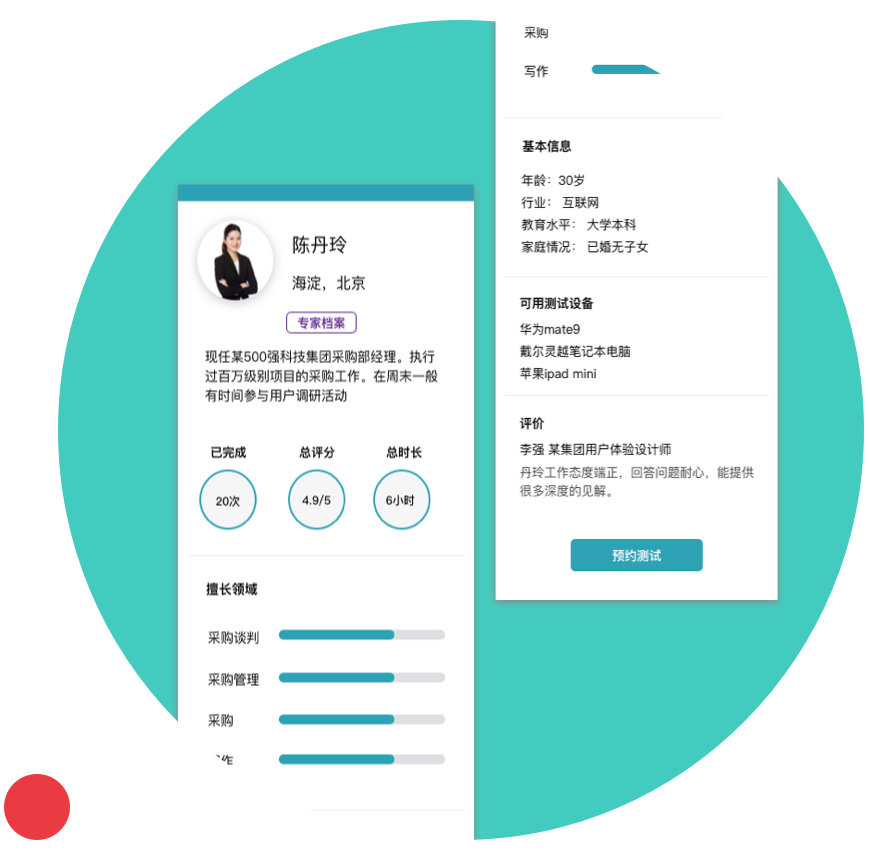 陈丹玲
海淀，北京
专家档案
现任某500强科技集团采购部经理。执行
过百万级别项目的采购工作。在周末一般
有时间参与用户调研活动
已完成 总评分 总时长
20次 4.9/5 6小时
擅长领域
采购谈判
采购管理
采购
采购
写作
基本信息
年龄：30岁
行业： 互联网
教育水平： 大学本科
家庭情况： 已婚无子女
可用测试设备
华为mate9
戴尔灵越笔记本电脑
苹果ipad mini
评价
李强 某集团用户体验设计师
丹玲工作态度端正，回答问题耐心，能提供
很多深度的见解。
预约测试